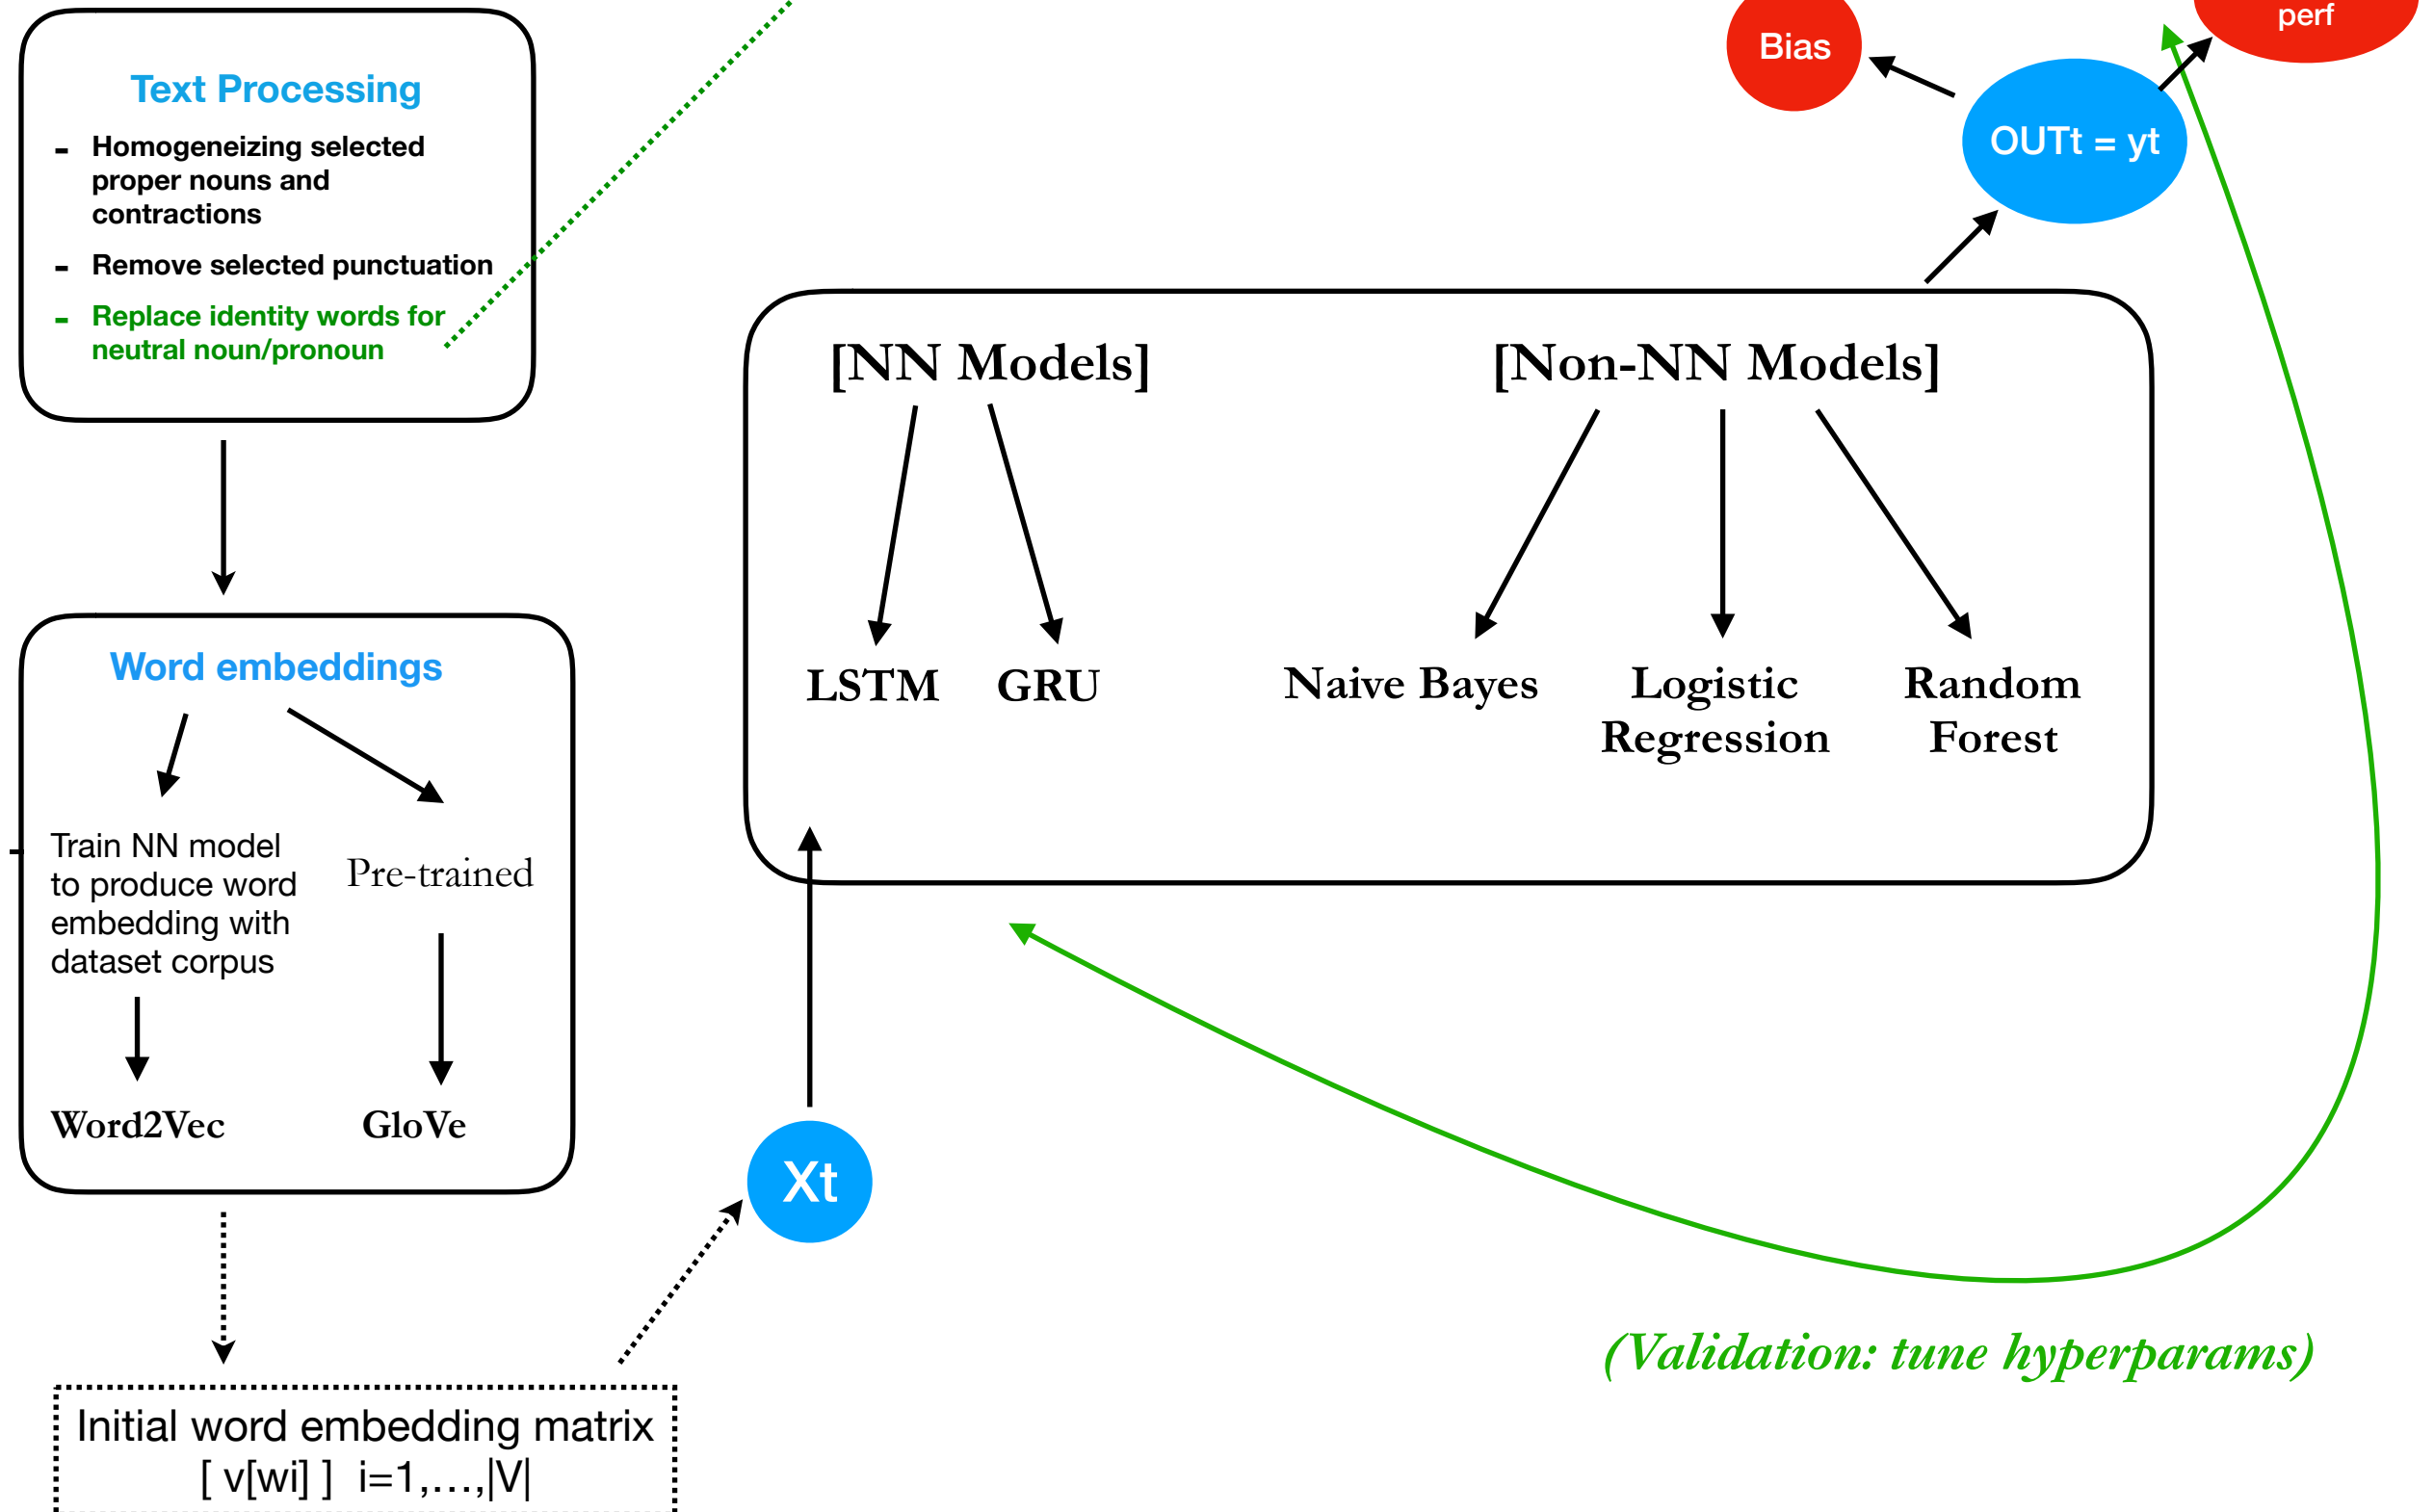 Text Processing
- Homogeneizing selected
proper nouns and
contractions
- Remove selected punctuation
- Replace identity words for
neutral noun/pronoun
Word embeddings
- Train NN model
to produce word
embedding with
dataset corpus
Pre-trained
Word2Vec
GloVe
Initial word embedding matrix
[ v[wi] ] i=1,...,|V|
Xt
[NN Models]
[Non-NN Models]
LSTM
GRU
Naive Bayes
Logistic
Regression
Random
Forest
OUTt = yt
Bias
perf
(Validation: tune hyperparams)